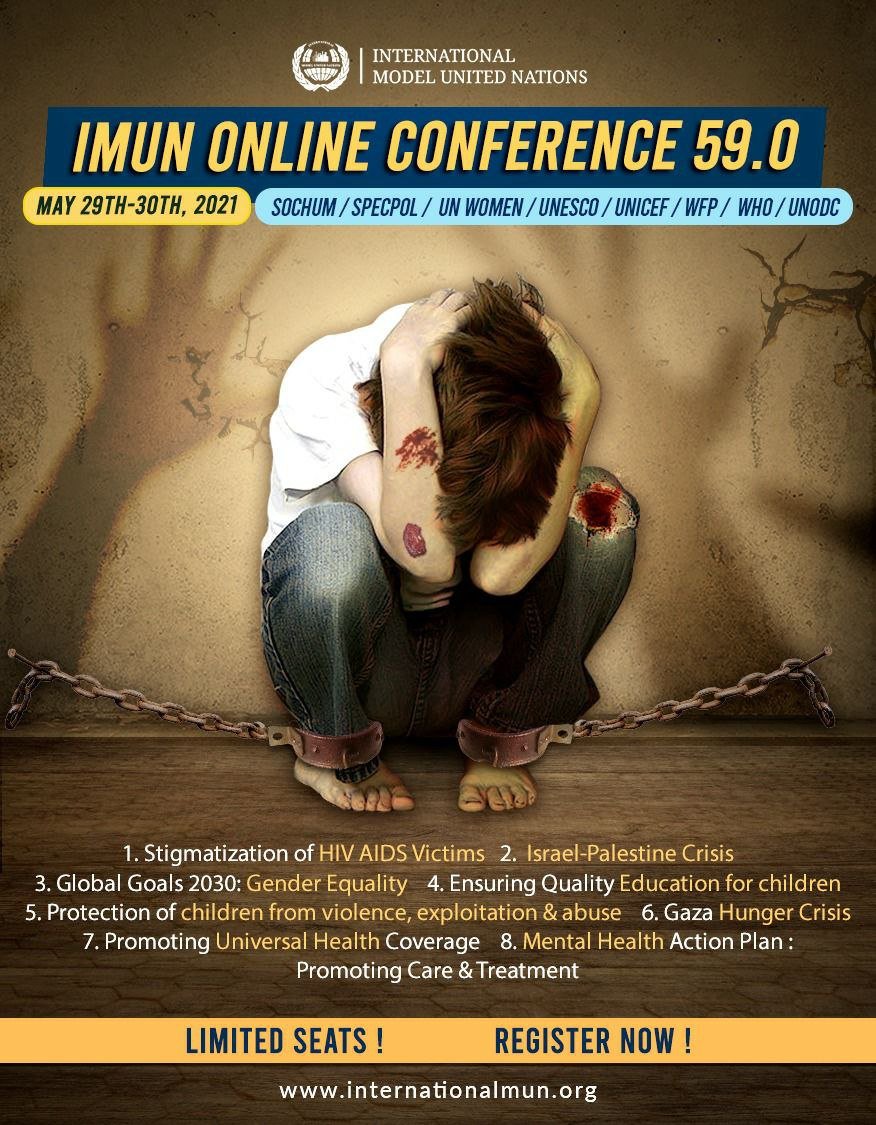 INTERNATIONAL
MODEL UNITED NATIONS
IMUN ONLINE CONFERENCE 59.0
MAY 29TH-30TH, 2021
SOCHUM / SPECPOL / UN WOMEN / UNESCO / UNICEF / WFP / WHO / UNODC
1. Stigmatization of HIV AIDS Victims 2. Israel-Palestine Crisis
3. Global Goals 2030: Gender Equality 4. Ensuring Quality Education for children
5. Protection of children from violence, exploitation & abuse 6. Gaza Hunger Crisis
7. Promoting Universal Health Coverage 8. Mental Health Action Plan :
Promoting Care & Treatment
LIMITED SEATS ! REGISTER NOW !
www.internationalmun.org